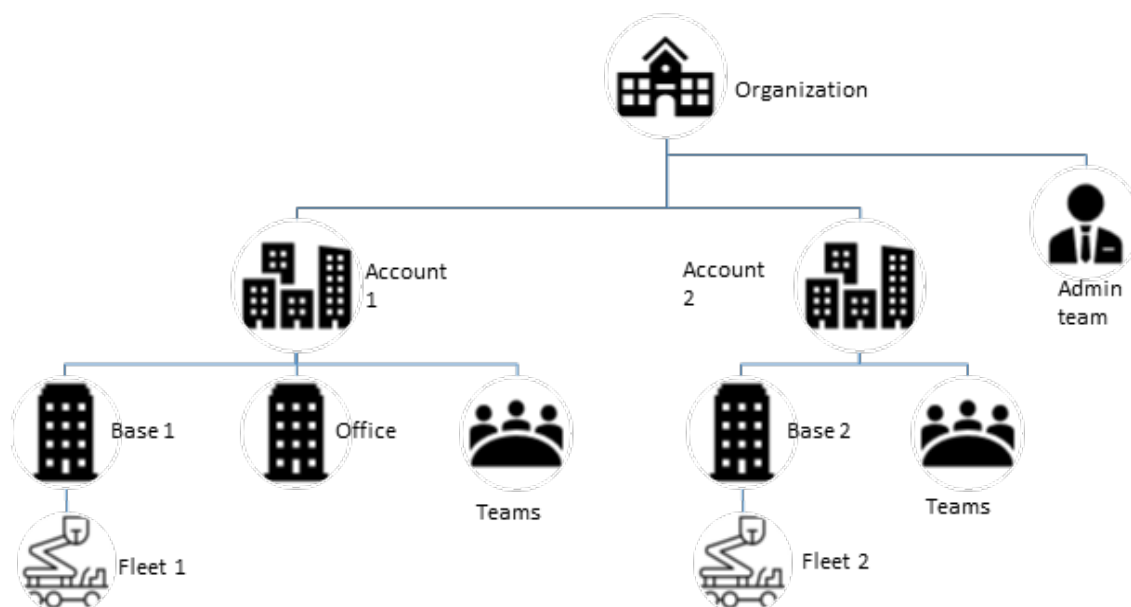 Organization
Account
1
Account
2
Admin
team
Base 1
Office
Teams
Base 2
Teams
Fleet 1
Fleet 2